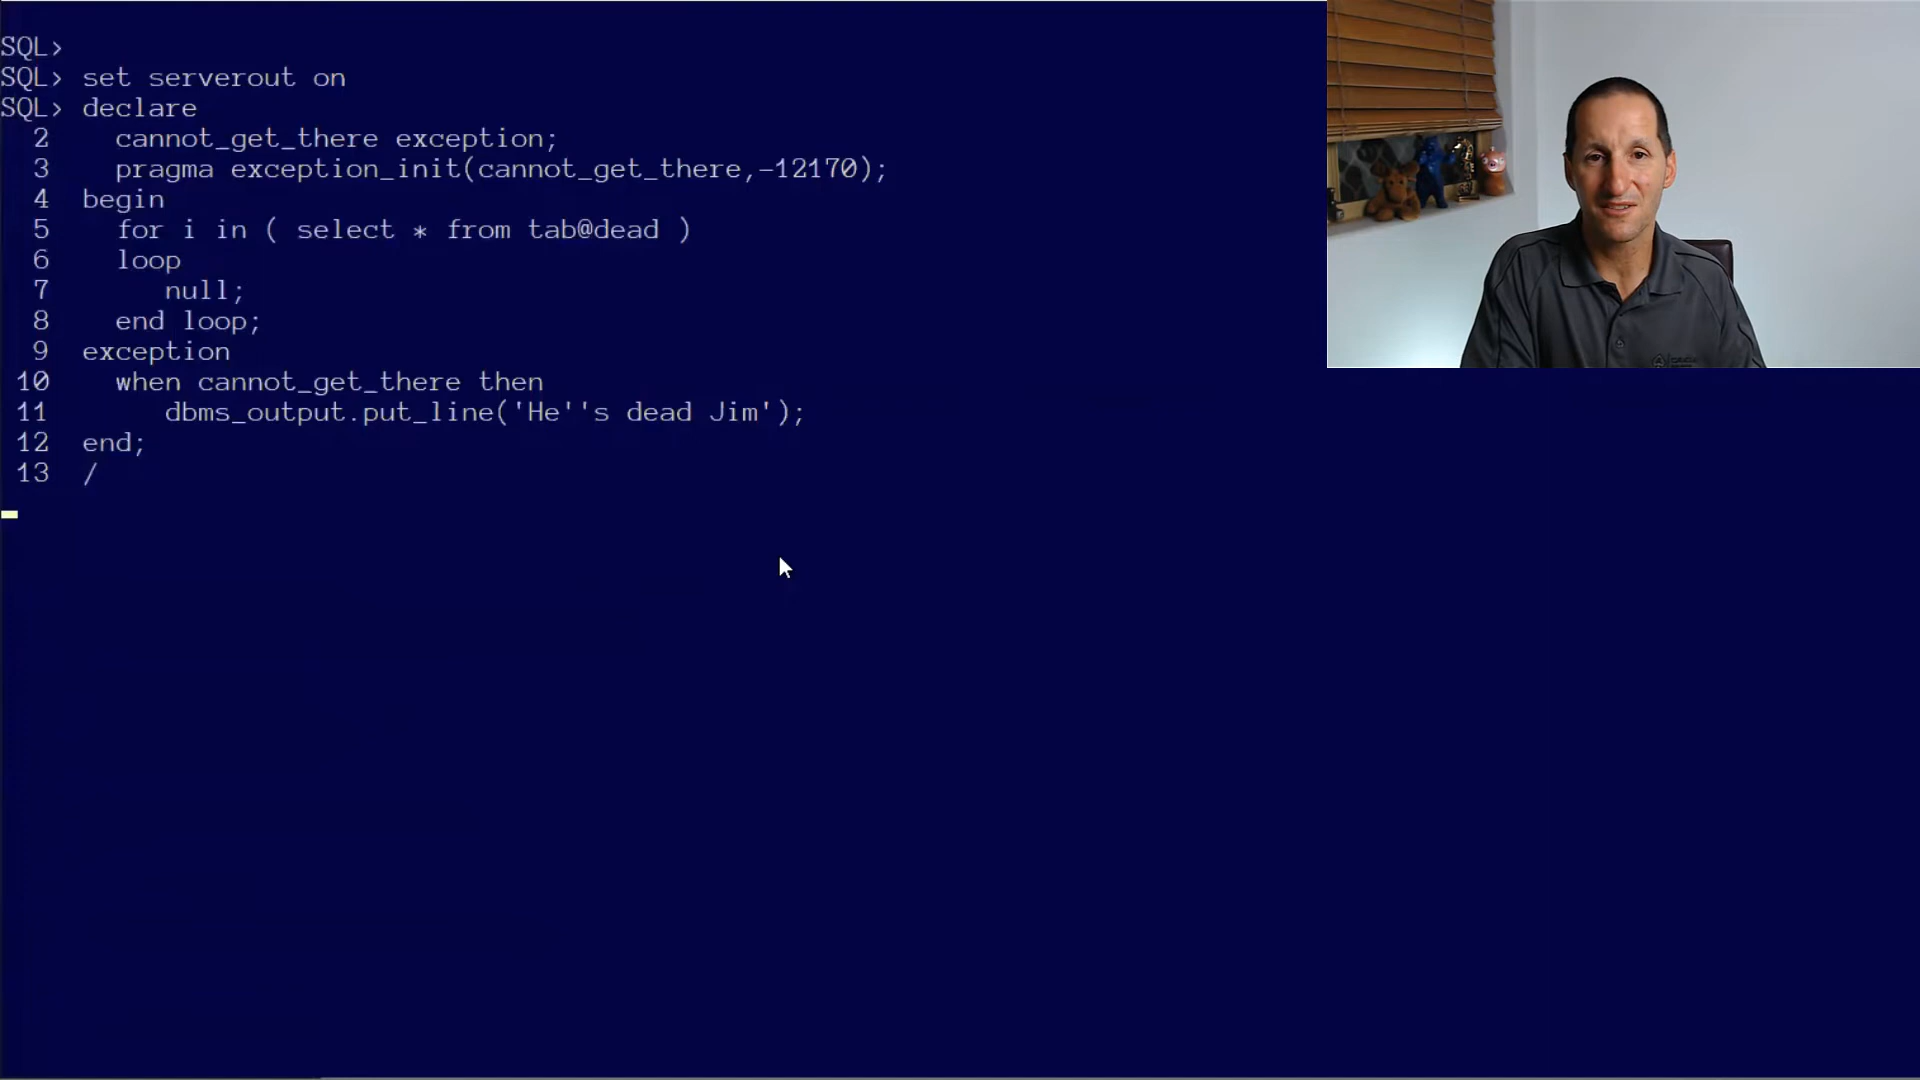 SQL>
SQL> set serverout on
SQL> declare
  2    cannot_get_there exception;
  3    pragma exception_init(cannot_get_there,-12170);
  4  begin
  5    for i in ( select * from tab@dead )
  6    loop
  7       null;
  8    end loop;
  9  exception
 10    when cannot_get_there then
 11       dbms_output.put_line('He''s dead Jim');
 12  end;
 13  /